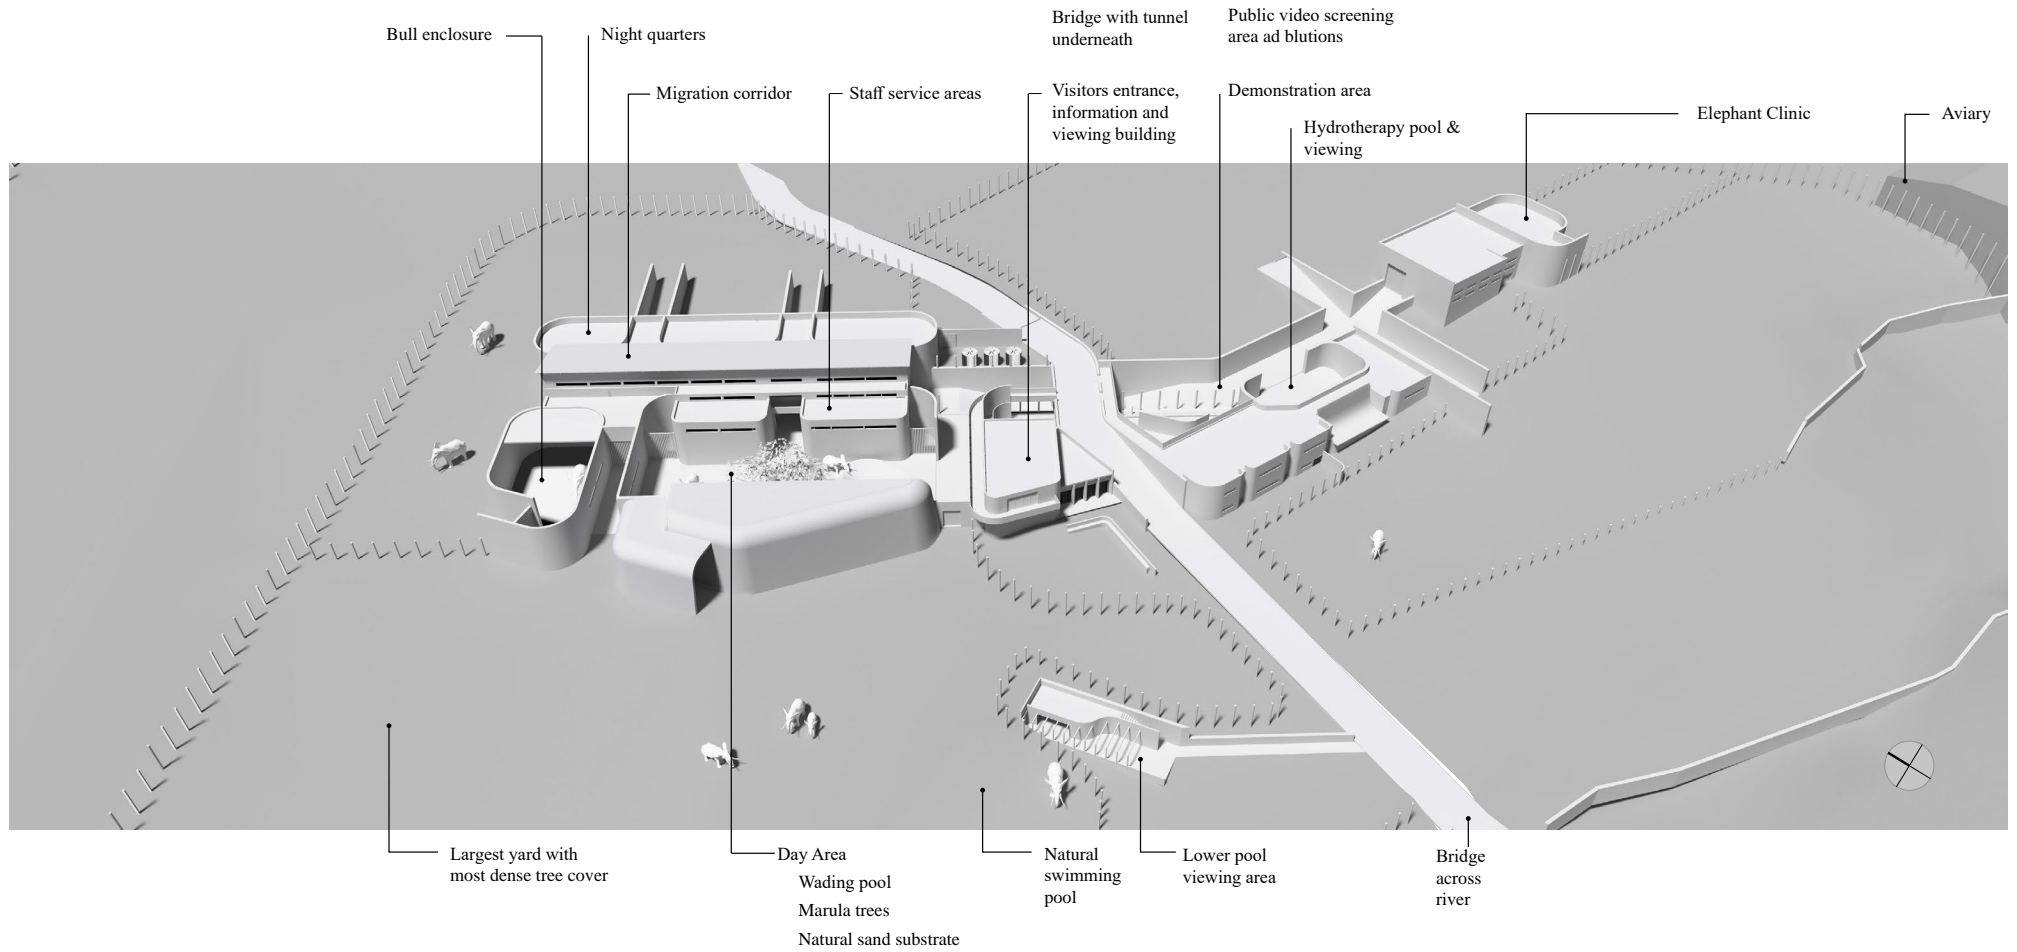 Bull enclosure
Night quarters
Migration corridor
Staff service areas
Bridge with tunnel
underneath
Visitors entrance,
information and
viewing building
Public video screening
area ad blutions
Demonstration area
Hydrotherapy pool &
viewing
Elephant Clinic
Aviary
Largest yard with
most dense tree cover
Day Area
Wading pool
Marula trees
Natural sand substrate
Natural
swimming
pool
Lower pool
viewing area
Bridge
across
river